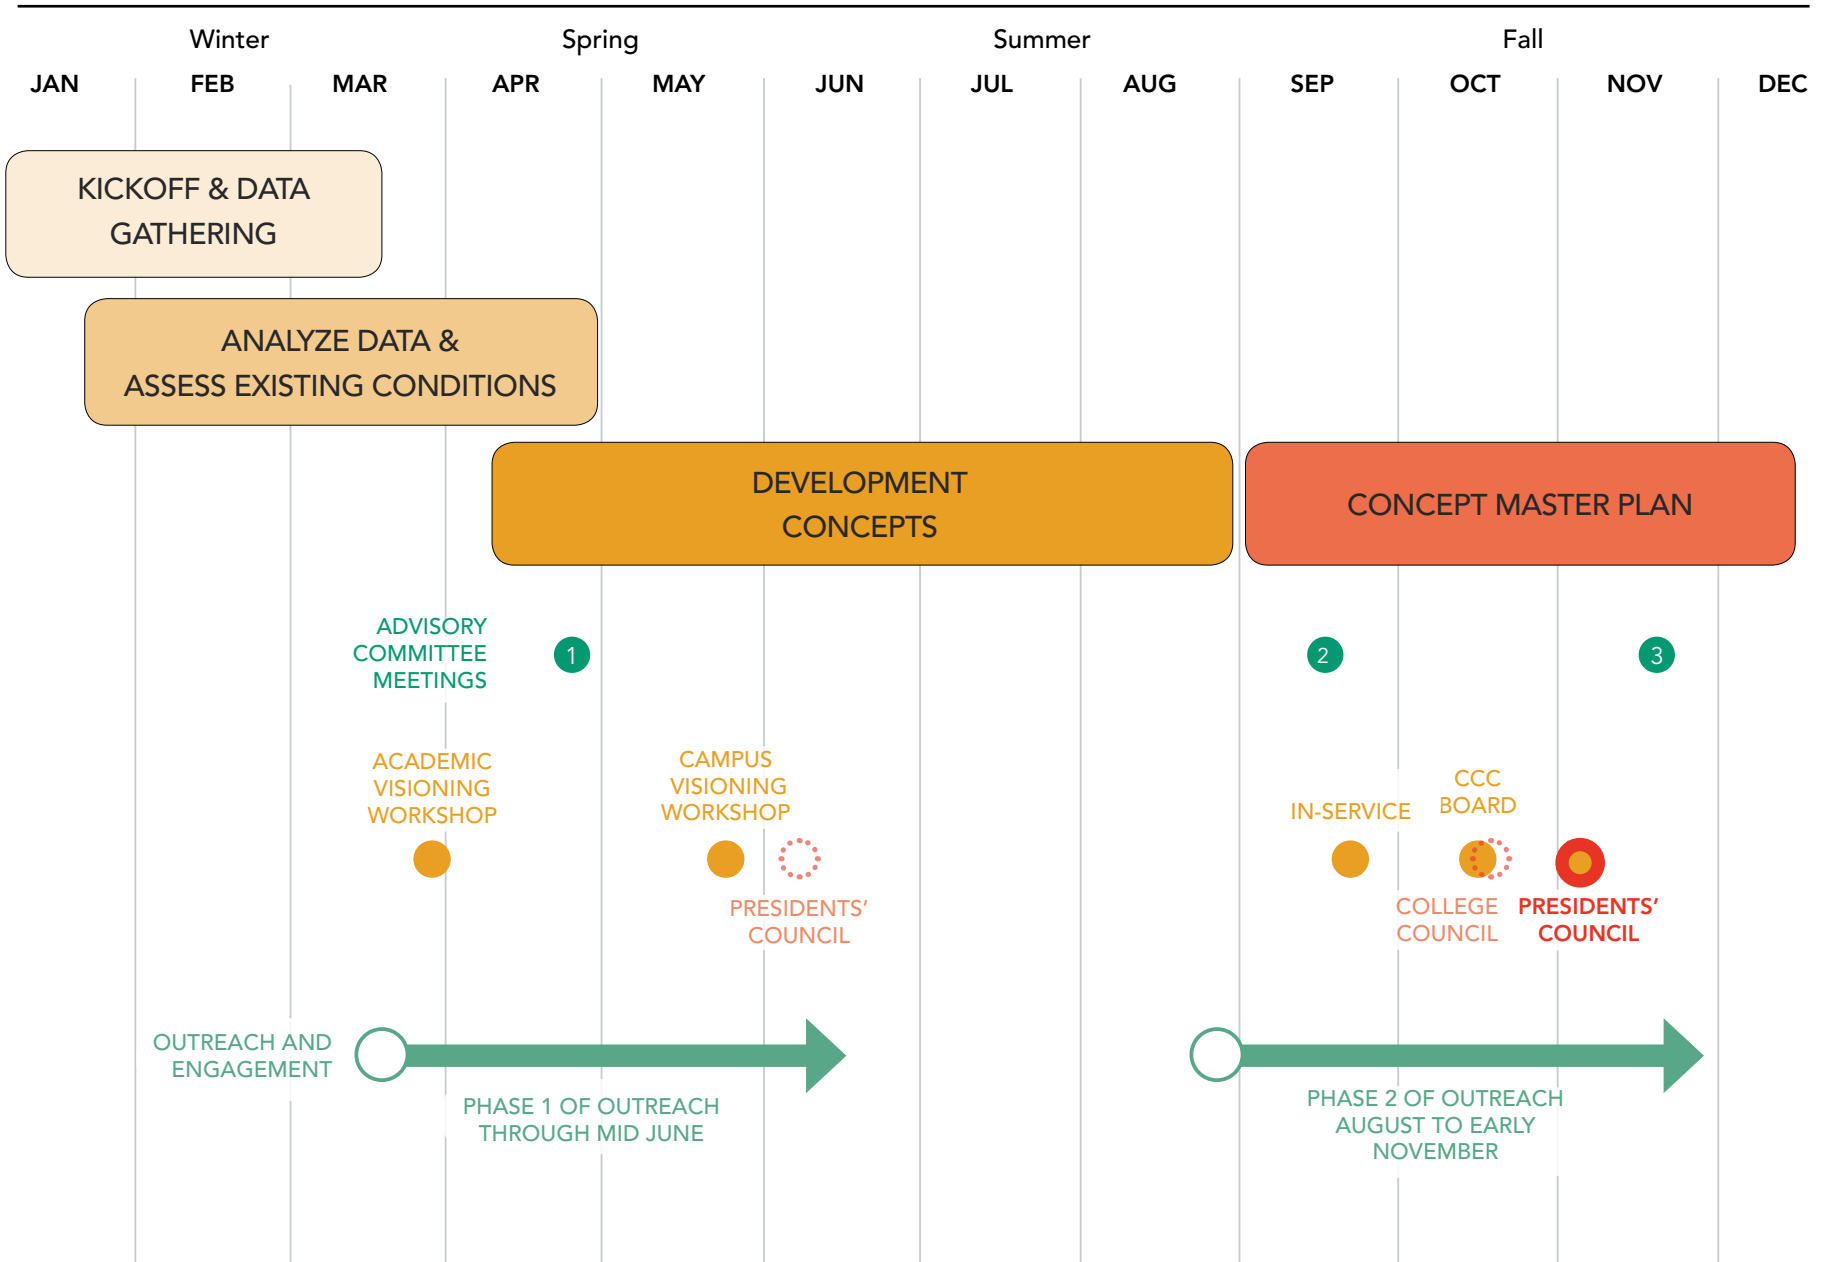 Winter Spring Summer Fall
JAN FEB MAR APR MAY JUN JUL AUG SEP OCT NOV DEC
KICKOFF & DATA
GATHERING
ANALYZE DATA &
ASSESS EXISTING CONDITIONS
DEVELOPMENT
CONCEPTS
CONCEPT MASTER PLAN
ADVISORY
COMMITTEE
MEETINGS
1
2
3
ACADEMIC
VISIONING
WORKSHOP
CAMPUS
VISIONING
WORKSHOP
PRESIDENTS’
COUNCIL
IN-SERVICE
CCC
BOARD
COLLEGE
COUNCIL
PRESIDENTS’
COUNCIL
OUTREACH AND
ENGAGEMENT
PHASE 1 OF OUTREACH
THROUGH MID JUNE
PHASE 2 OF OUTREACH
AUGUST TO EARLY
NOVEMBER